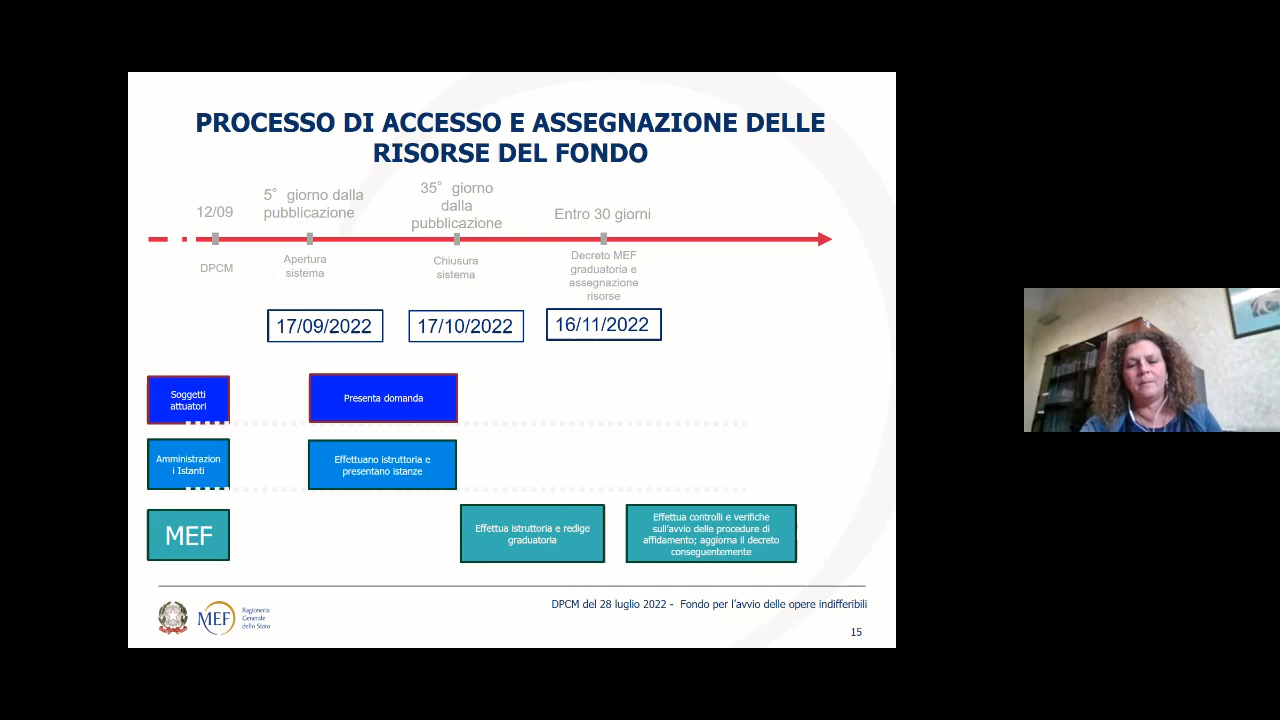 PROCESSO DI ACCESSO E ASSEGNAZIONE DELLE
RISORSE DEL FONDO
12/09
5° giorno dalla
pubblicazione
35° giorno
dalla
pubblicazione
Entro 30 giorni
DPCM
Apertura
sistema
Chiusura
sistema
Decreto MEF
graduatoria e
assegnazione
risorse
17/09/2022
17/10/2022
16/11/2022
Soggetti
attuatori
Presenta domanda
Amministrazion
i Istanti
Effettuano istruttoria e
presentano istanze
MEF
Effettua istruttoria e redige
graduatoria
Effettua controlli e verifiche
sull'avvio delle procedure di
affidamento; aggiorna il decreto
conseguentemente
MEF
Ragioneria
Generale
dello Stato
DPCM del 28 luglio 2022 - Fondo per l'avvio delle opere indifferibili
15